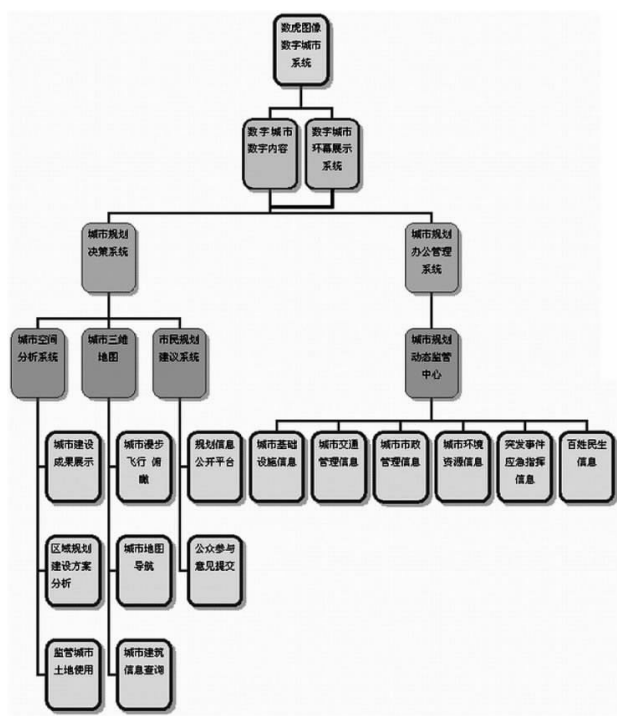 数虎图像
数字城市
系统
数字城市
数字内容
数字城市
环幕展示
系统
城市规划
决策系统
城市规划
办公管理
系统
城市空间
分析系统
城市三维
地图
市民规划
建议系统
城市规划
动态监管
中心
城市建设
成果展示
城市漫步
飞行 俯
瞰
规划信息
公开平台
城市基础
设施信息
城市交通
管理信息
城市市政
管理信息
城市环境
资源信息
突发事件
应急指挥
信息
百姓民生
信息
区域规划
建设方案
分析
城市地图
导航
公众参与
意见提交
监管城市
土地使用
城市建筑
信息查询